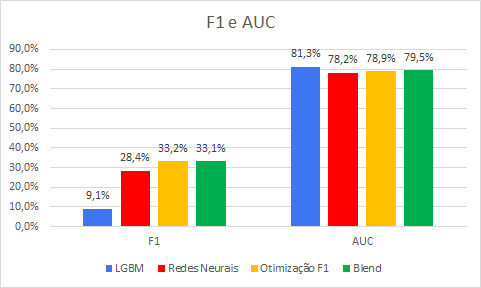 F1 e AUC
90,0%
80,0%
70,0%
60,0%
50,0%
40,0%
30,0%
20,0%
10,0%
0,0%
9,1%
28,4%
33,2%
33,1%
81,3%
78,2%
78,9%
79,5%
F1
AUC
LGBM
Redes Neurais
Otimização F1
Blend